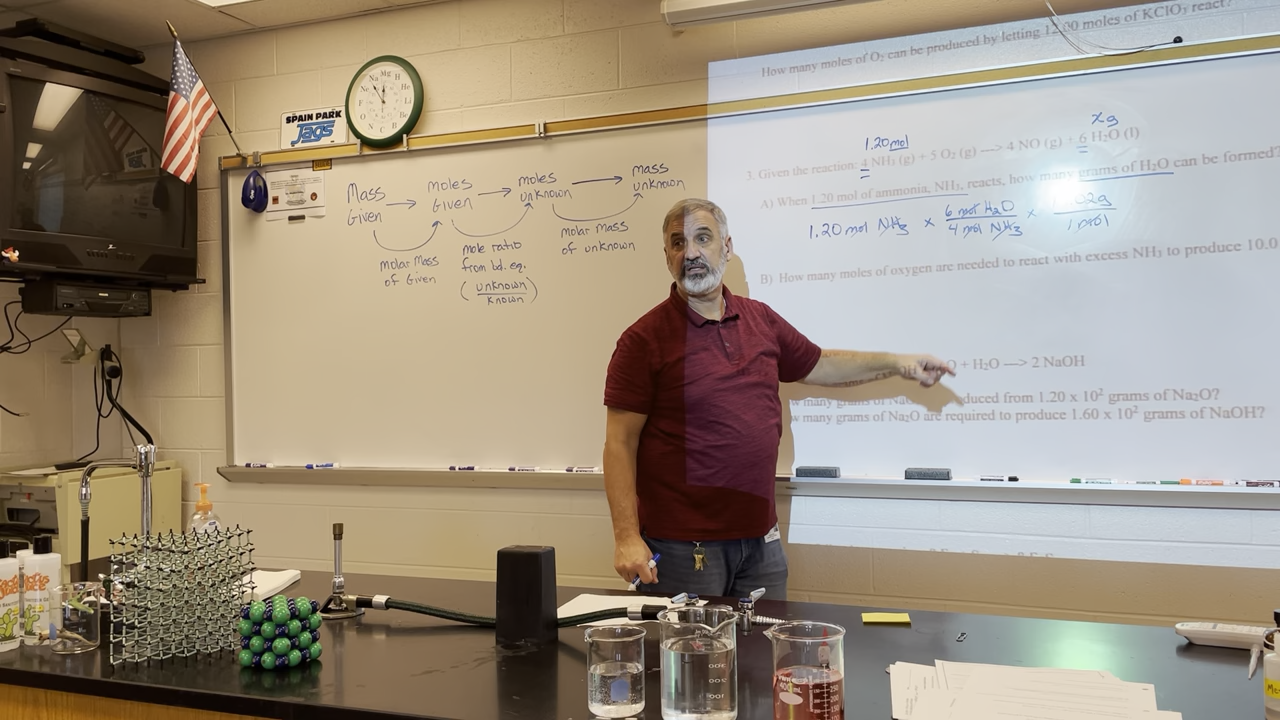 How many moles of O₂ can be produced by letting 12.00 moles of KClO₃ react?
SPAIN PARK
Jags
Mass Given → moles Given → moles unknown → mass unknown
molar Mass of Given
mole ratio from bal. eq.
(unknown/known)
molar mass of unknown
1.20 mol
x g
3. Given the reaction: 4 NH₃ (g) + 5 O₂ (g) ---> 4 NO (g) + 6 H₂O (l)
A) When 1.20 mol of ammonia, NH₃, reacts, how many grams of H₂O can be formed?
1.20 mol NH₃ x 6 mol H₂O / 4 mol NH₃ x 02g / 1 mol
B) How many moles of oxygen are needed to react with excess NH₃ to produce 10.0
O + H₂O ---> 2 NaOH
duced from 1.20 x 10² grams of Na₂O?
many grams of Na₂O are required to produce 1.60 x 10² grams of NaOH?